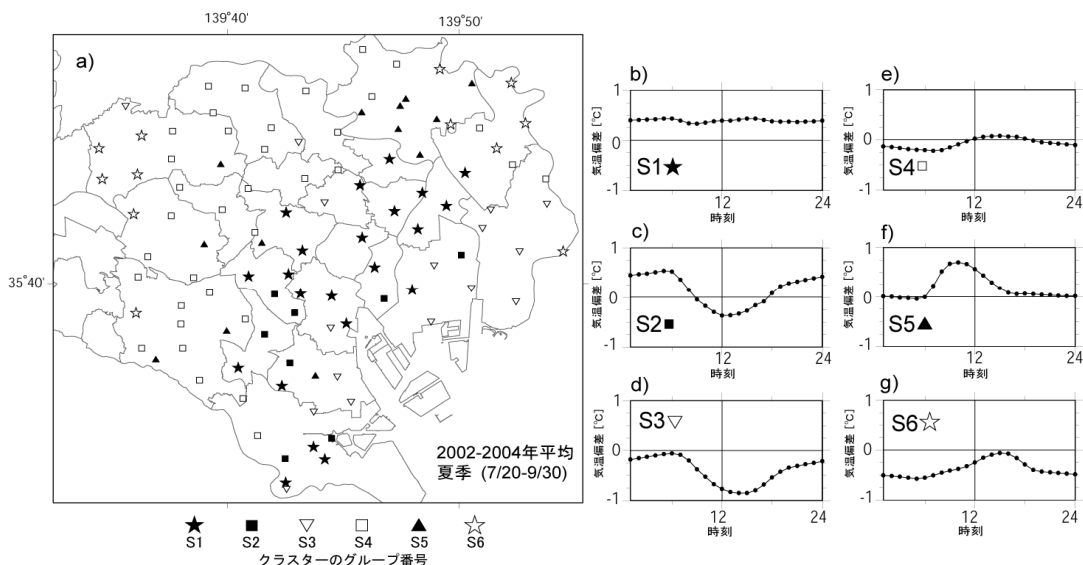 139°40'
139°50'
a)
35°40'
2002-2004年平均
夏季 (7/20-9/30)
★ ■ ▽ □ ▲ ☆
S1 S2 S3 S4 S5 S6
クラスターのグループ番号
b)
1
気温偏差 [℃]
0
-1
S1★
12
24
時刻
c)
1
気温偏差 [℃]
0
-1
S2■
12
24
時刻
d)
1
気温偏差 [℃]
0
-1
S3▽
12
24
時刻
e)
1
気温偏差 [℃]
0
-1
S4□
12
24
時刻
f)
1
気温偏差 [℃]
0
-1
S5▲
12
24
時刻
g)
1
気温偏差 [℃]
0
-1
S6☆
12
24
時刻